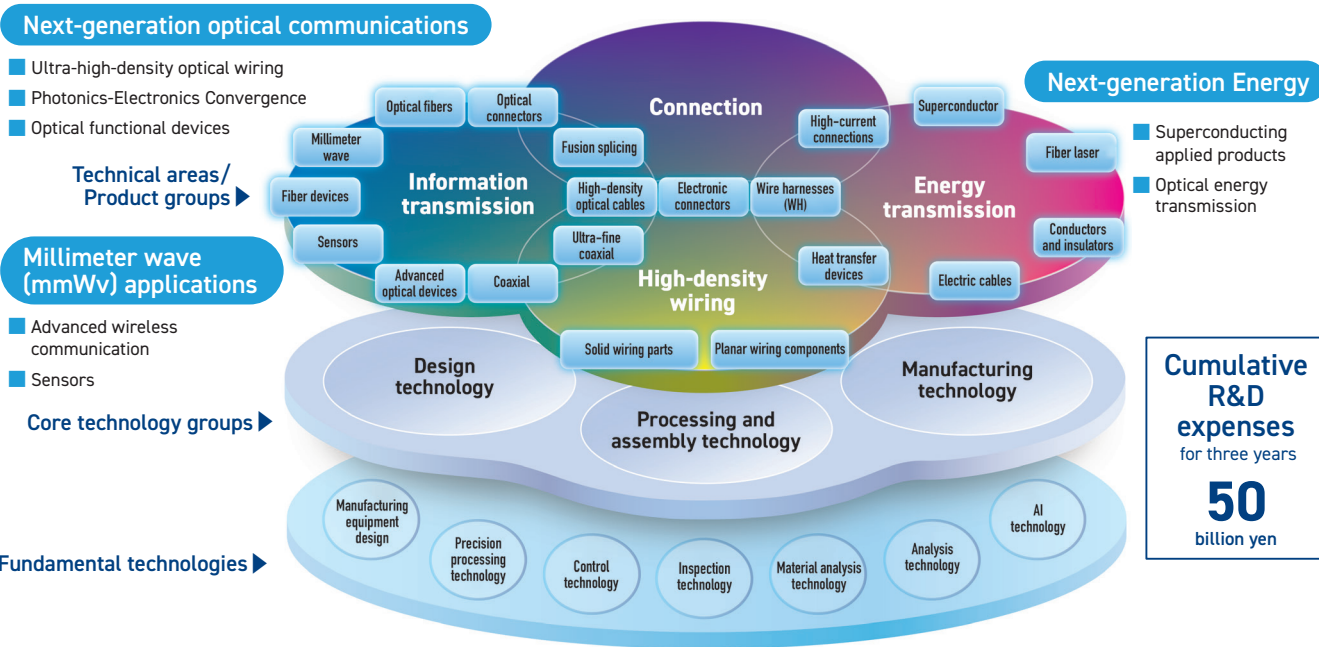 Next-generation optical communications
Ultra-high-density optical wiring
Photonics-Electronics Convergence
Optical functional devices
Technical areas/
Product groups
Millimeter wave
(mmWv) applications
Advanced wireless
communication
Sensors
Core technology groups
Fundamental technologies
Connection
Optical fibers
Optical
connectors
Millimeter
wave
Fusion splicing
Information
transmission
Fiber devices
High-density
optical cables
Electronic
connectors
Wire harnesses
(WH)
Sensors
Ultra-fine
coaxial
Advanced
optical devices
Coaxial
High-density
wiring
Solid wiring parts
Planar wiring components
High-current
connections
Superconductor
Fiber laser
Energy
transmission
Conductors
and insulators
Heat transfer
devices
Electric cables
Next-generation Energy
Superconducting
applied products
Optical energy
transmission
Design
technology
Processing and
assembly technology
Manufacturing
technology
Manufacturing
equipment
design
Precision
processing
technology
Control
technology
Inspection
technology
Material analysis
technology
Analysis
technology
AI
technology
Cumulative
R&D
expenses
for three years
50
billion yen